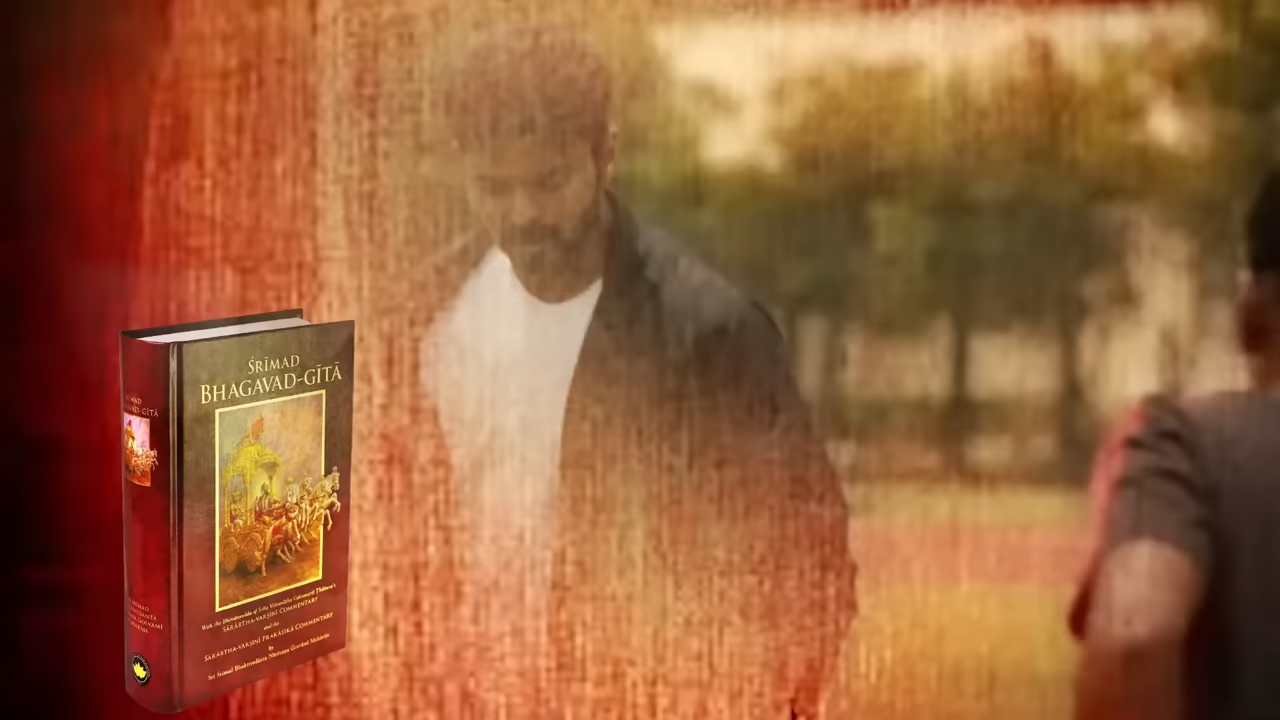 ŚRĪMAD
BHAGAVAD-GĪTĀ
With the Bhāvānuvāda of Śrīla Viśvanātha Cakravartī Ṭhākura's
SĀRĀRTHA-VARṢIṆĪ COMMENTARY
and the
SĀRĀRTHA-VARṢIṆĪ PRAKĀŚIKĀ COMMENTARY
by
Śrī Śrīmad Bhaktivedānta Nārāyaṇa Gosvāmī Mahārāja